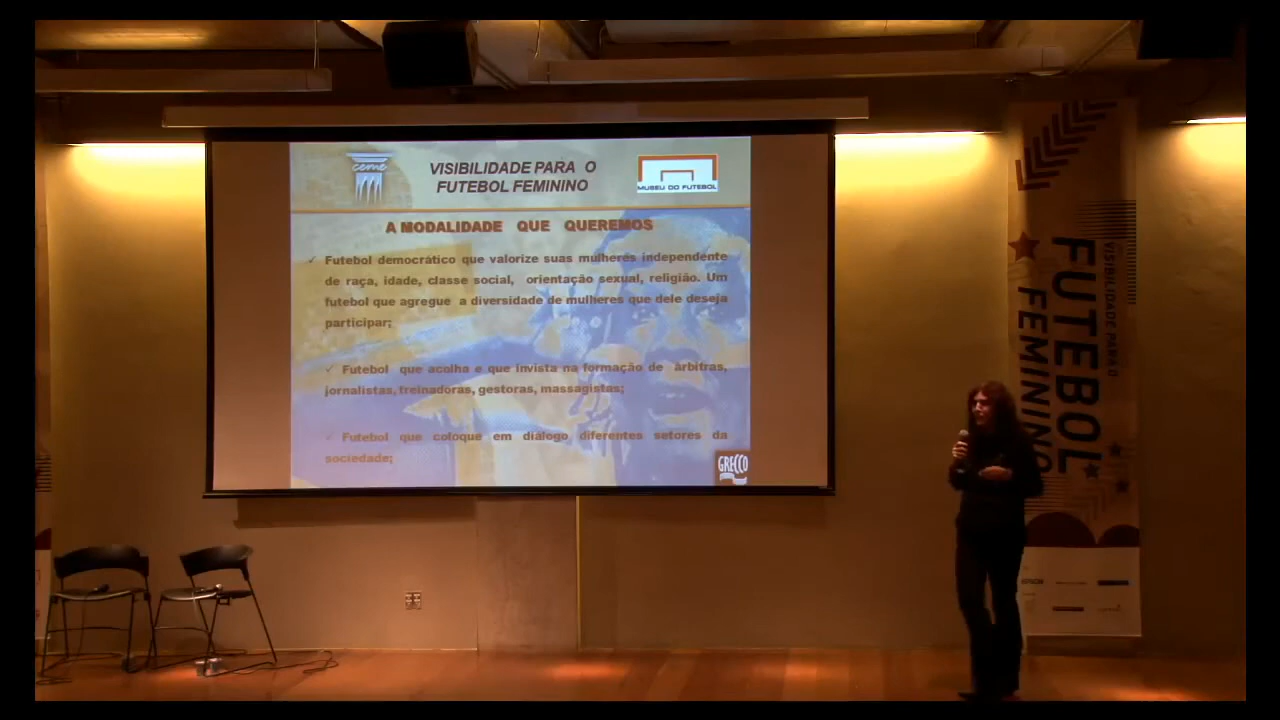 ceme
VISIBILIDADE PARA O
FUTEBOL FEMININO
MUSEU DO FUTEBOL
A MODALIDADE QUE QUEREMOS
✓ Futebol democrático que valorize suas mulheres independente
de raça, idade, classe social, orientação sexual, religião. Um
futebol que agregue a diversidade de mulheres que dele deseja
participar;
✓ Futebol que acolha e que invista na formação de àrbitras,
jornalistas, treinadoras, gestoras, massagistas;
✓ Futebol que coloque em diálogo diferentes setores da
sociedade;
GRECCO
VISIBILIDADE PARA O
FUTEBOL
FEMININO